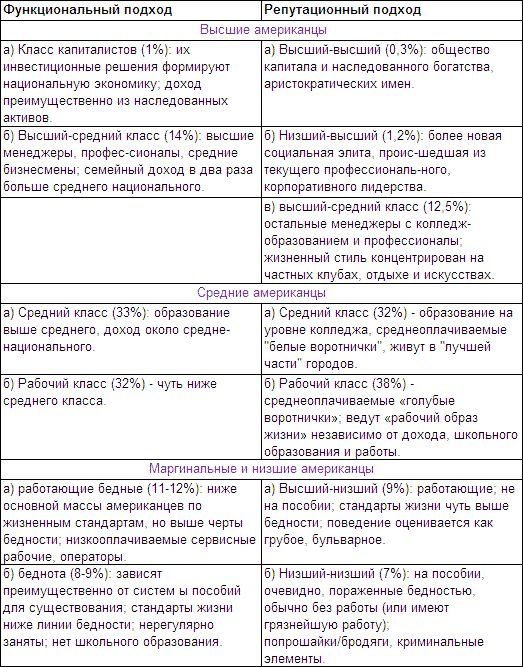 Функциональный подход
Репутационный подход
Высшие американцы
а) Класс капиталистов (1%): их
инвестиционные решения формируют
национальную экономику; доход
преимущественно из наследованных
активов.
а) Высший-высший (0,3%): общество
капитала и наследованного богатства,
аристократических имен.
б) Высший-средний класс (14%): высшие
менеджеры, профес-сионалы, средние
бизнесмены; семейный доход в два раза
больше среднего национального.
б) Низший-высший (1,2%): более новая
социальная элита, проис-шедшая из
текущего профессиональ-ного,
корпоративного лидерства.
в) высший-средний класс (12,5%):
остальные менеджеры с колледж-
образованием и профессионалы;
жизненный стиль концентрирован на
частных клубах, отдыхе и искусствах.
Средние американцы
а) Средний класс (33%): образование
выше среднего, доход около средне-
национального.
а) Средний класс (32%) - образование на
уровне колледжа, среднеоплачиваемые
"белые воротнички", живут в "лучшей
части" городов.
б) Рабочий класс (32%) - чуть ниже
среднего класса.
б) Рабочий класс (38%) -
среднеоплачиваемые «голубые
воротнички»; ведут «рабочий образ
жизни» независимо от дохода, школьного
образования и работы.
Маргинальные и низшие американцы
а) работающие бедные (11-12%): ниже
основной массы американцев по
жизненным стандартам, но выше черты
бедности; низкооплачиваемые сервисные
рабочие, операторы.
а) Высший-низший (9%): работающие; не
на пособии; стандарты жизни чуть выше
бедности; поведение оценивается как
грубое, бульварное.
б) беднота (8-9%): зависят
преимущественно от систем ы пособий
для существования; стандарты жизни
ниже линии бедности; нерегулярно
заняты; нет школьного образования.
б) Низший-низший (7%): на пособии,
очевидно, пораженные бедностью,
обычно без работы (или имеют
грязнейшую работу);
попрошайки/бродяги, криминальные
элементы.